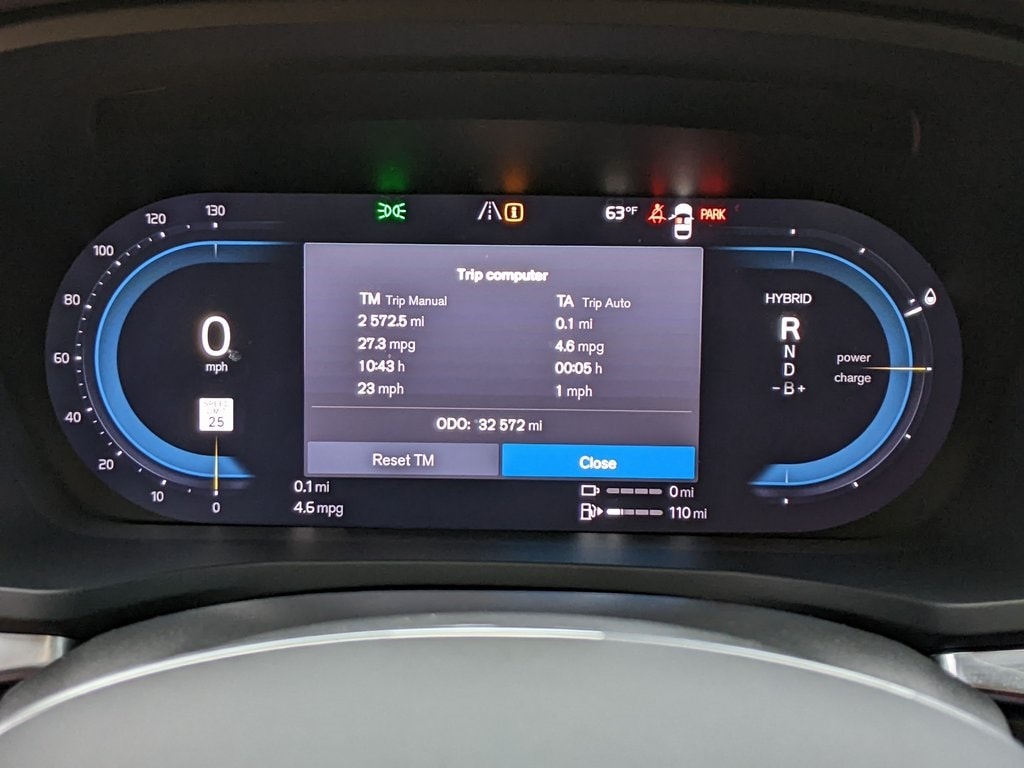 63°F PARK
Trip computer
TM Trip Manual
2 572.5 mi
27.3 mpg
10:43 h
23 mph
TA Trip Auto
0.1 mi
4.6 mpg
00:05 h
1 mph
ODO: 32 572 mi
Reset TM
Close
130
120
100
80
60
40
20
10
0
0
mph
SPEED
LIMIT
25
HYBRID
R
N
D
-B+
power
charge
0.1 mi
4.6 mpg
0 mi
110 mi